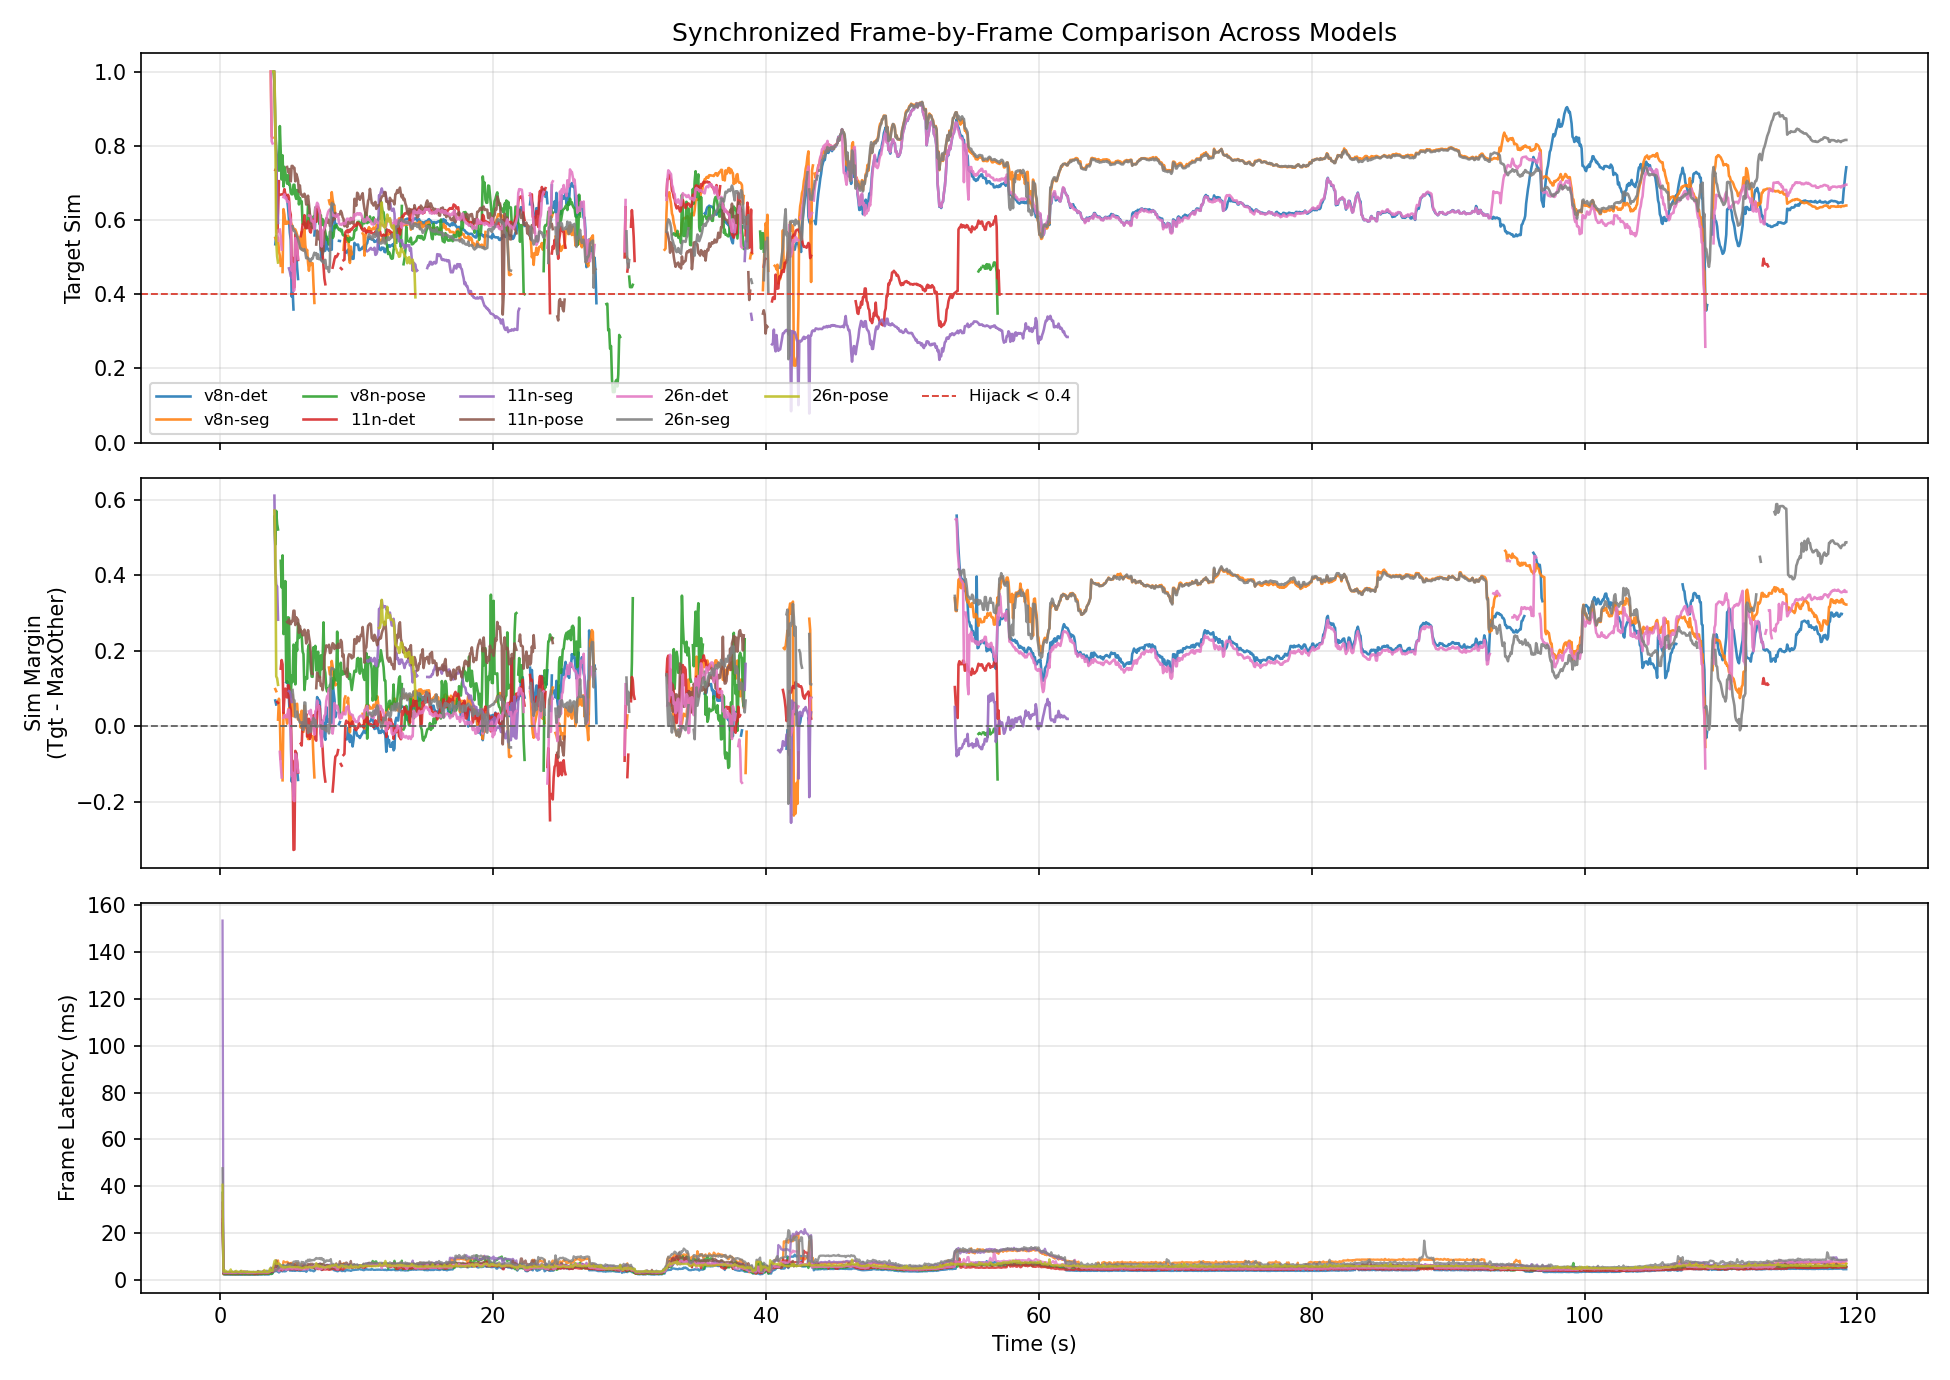 Synchronized Frame-by-Frame Comparison Across Models
1.0
0.8
0.6
0.4
0.2
0.0
Target Sim
v8n-det v8n-pose 11n-seg 26n-det 26n-pose Hijack < 0.4
v8n-seg 11n-det 11n-pose 26n-seg
0.6
0.4
0.2
0.0
−0.2
Sim Margin
(Tgt - MaxOther)
160
140
120
100
80
60
40
20
0
Frame Latency (ms)
0 20 40 60 80 100 120
Time (s)